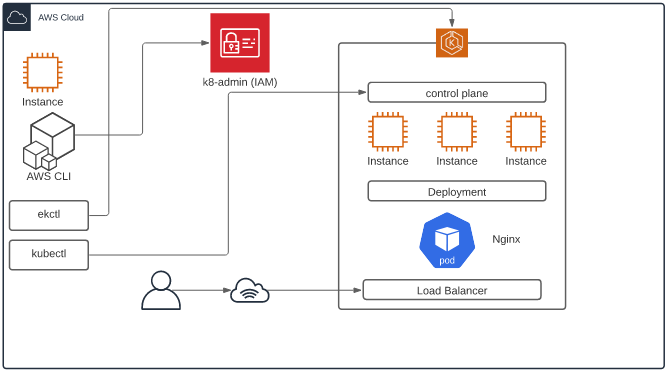 AWS Cloud
Instance
AWS CLI
ekctl
kubectl
k8-admin (IAM)
K
control plane
Instance
Instance
Instance
Deployment
pod
Nginx
Load Balancer